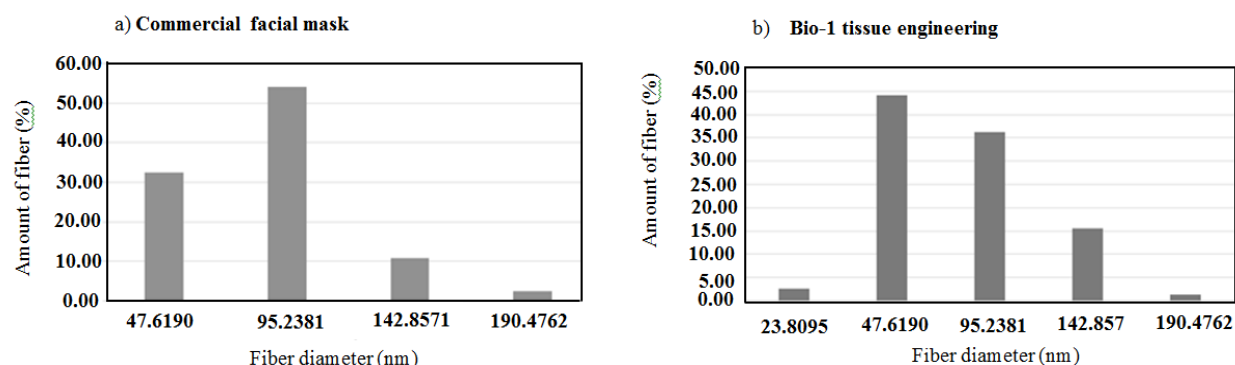 a) Commercial facial mask
Amount of fiber (%)
60.00
50.00
40.00
30.00
20.00
10.00
0.00
47.6190 95.2381 142.8571 190.4762
Fiber diameter (nm)
b) Bio-1 tissue engineering
Amount of fiber (%)
50.00
45.00
40.00
35.00
30.00
25.00
20.00
15.00
10.00
5.00
0.00
23.8095 47.6190 95.2381 142.857 190.4762
Fiber diameter (nm)